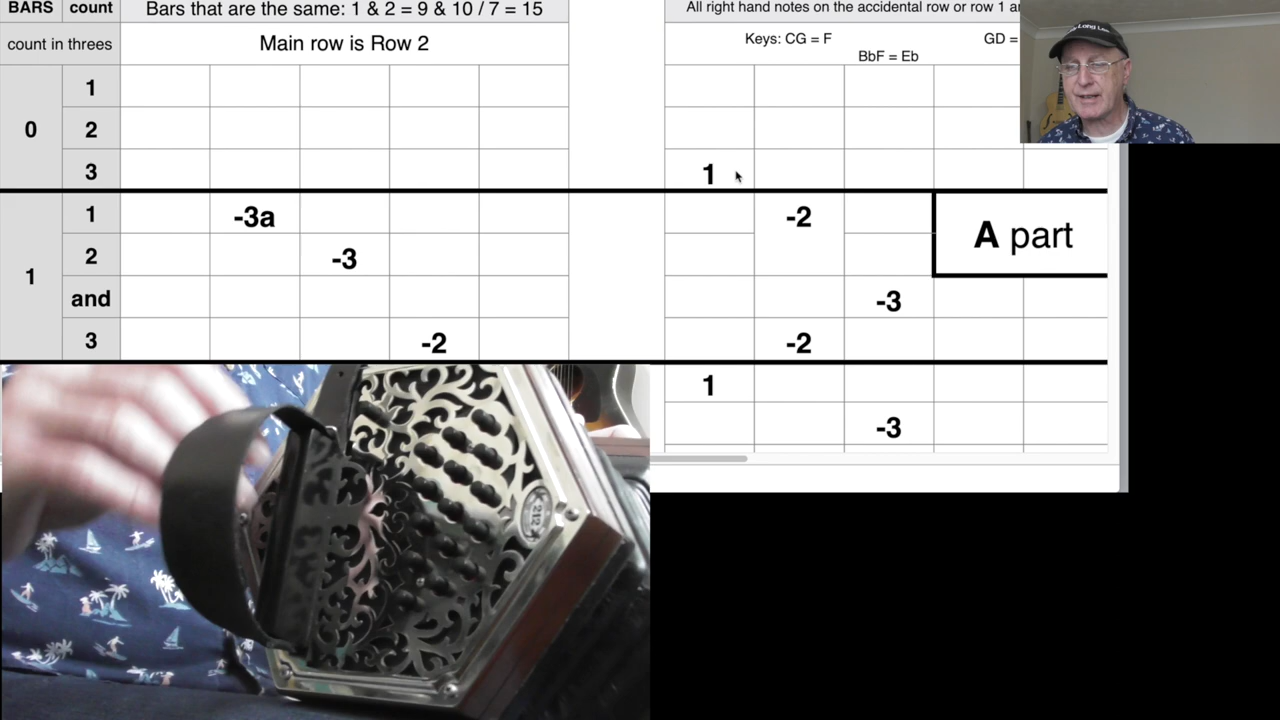 BARS count Bars that are the same: 1 & 2 = 9 & 10 / 7 = 15 All right hand notes on the accidental row or row 1
count in threes Main row is Row 2 Keys: CG = F GD =
BbF = Eb
1
0 2
3 1
1 -3a -2 A part
2 -3
1
and -3
3 -2 -2
1
-3
212